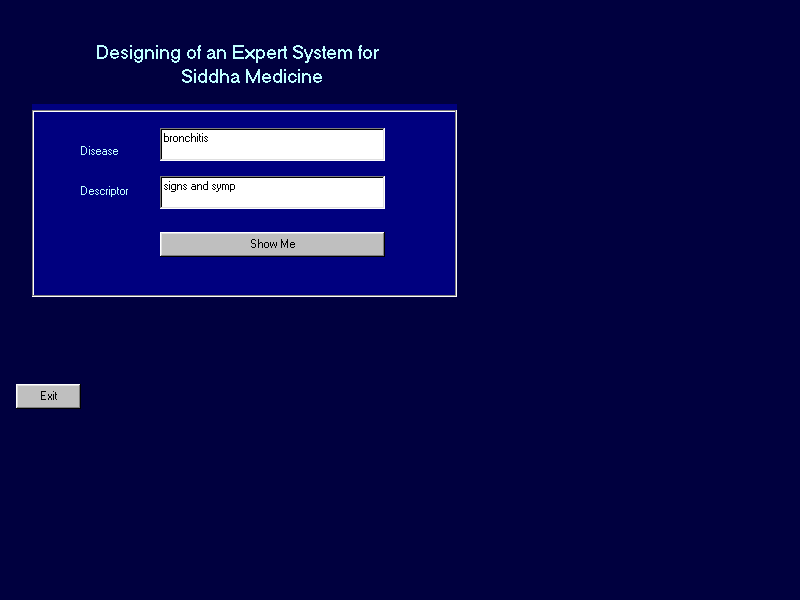 Designing of an Expert System for
Siddha Medicine
Disease
bronchitis
Descriptor
signs and symp
Show Me
Exit